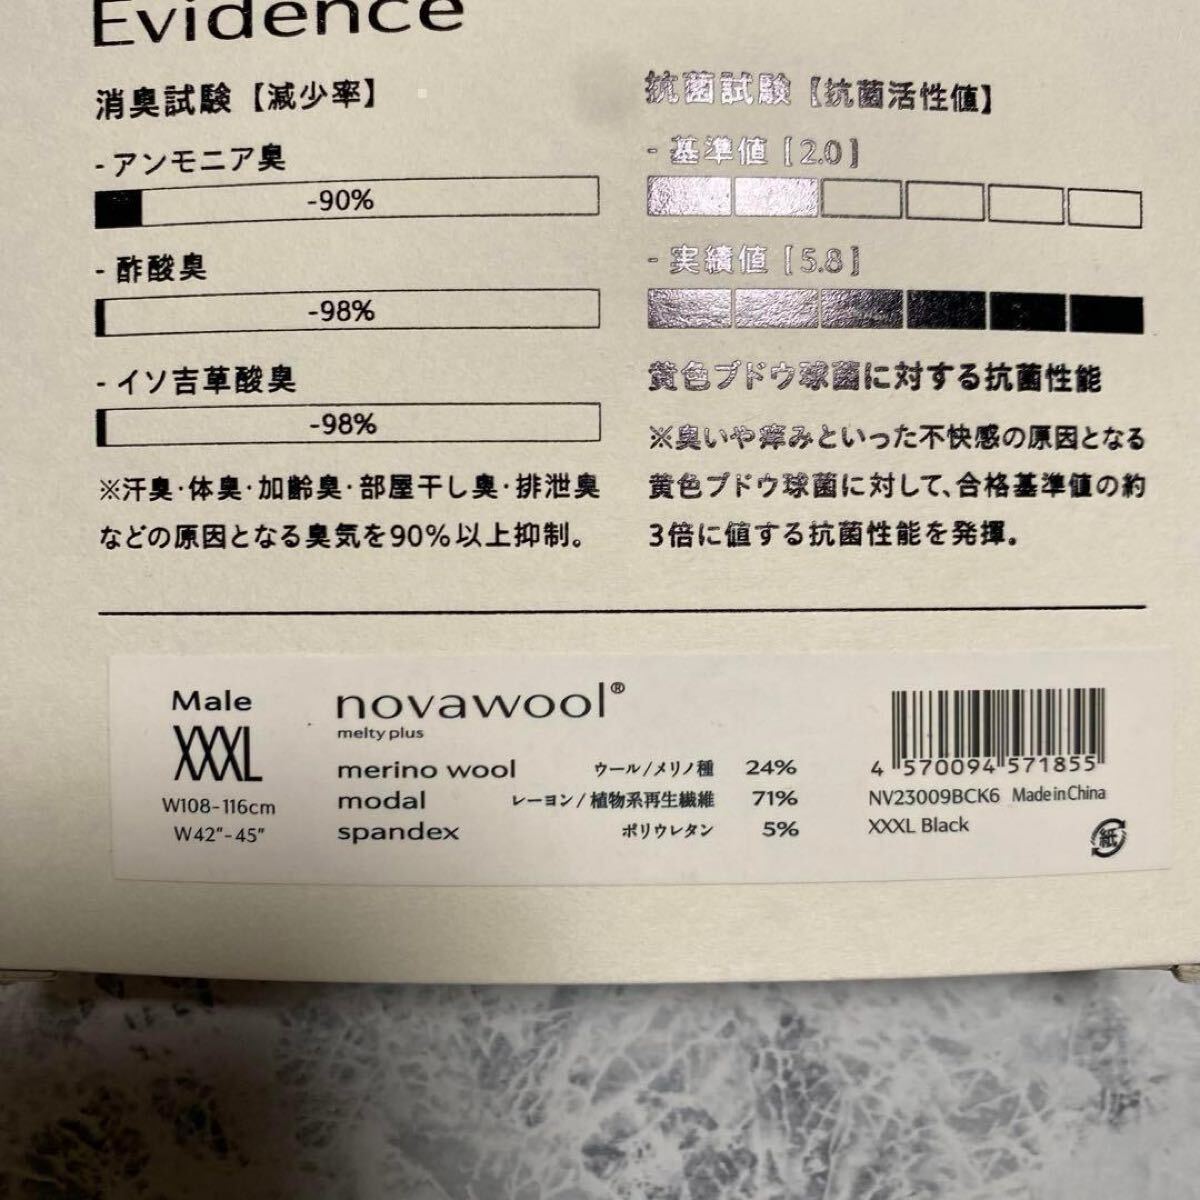 Evidence
消臭試験【減少率】
- アンモニア臭
-90%
- 酢酸臭
-98%
- イソ吉草酸臭
-98%
※汗臭・体臭・加齢臭・部屋干し臭・排泄臭
などの原因となる臭気を90%以上抑制。
抗菌試験【抗菌活性値】
- 基準値 [2.0]
- 実績値 [5.8]
黄色ブドウ球菌に対する抗菌性能
※臭いや痒みといった不快感の原因となる
黄色ブドウ球菌に対して、合格基準値の約
3倍に値する抗菌性能を発揮。
Male
XXXL
W108-116cm
W42"-45"
novawool®
melty plus
merino wool ウール/メリノ種 24%
modal レーヨン/植物系再生繊維 71%
spandex ポリウレタン 5%
4 570094 571855
NV23009BCK6 Made in China
XXXL Black
紙